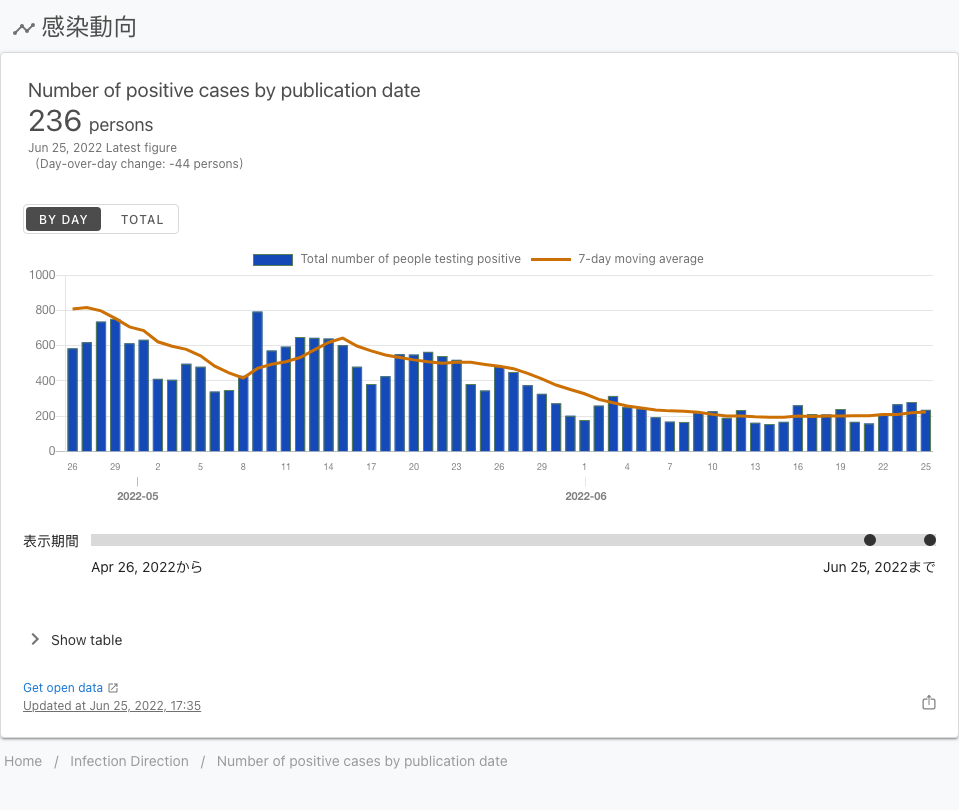 感染動向
Number of positive cases by publication date
236 persons
Jun 25, 2022 Latest figure
(Day-over-day change: -44 persons)
BY DAY TOTAL
Total number of people testing positive 7-day moving average
1000
800
600
400
200
0
26 29 2 5 8 11 14 17 20 23 26 29 1 4 7 10 13 16 19 22 25
2022-05 2022-06
表示期間
Apr 26, 2022から Jun 25, 2022まで
Show table
Get open data
Updated at Jun 25, 2022, 17:35
Home / Infection Direction / Number of positive cases by publication date